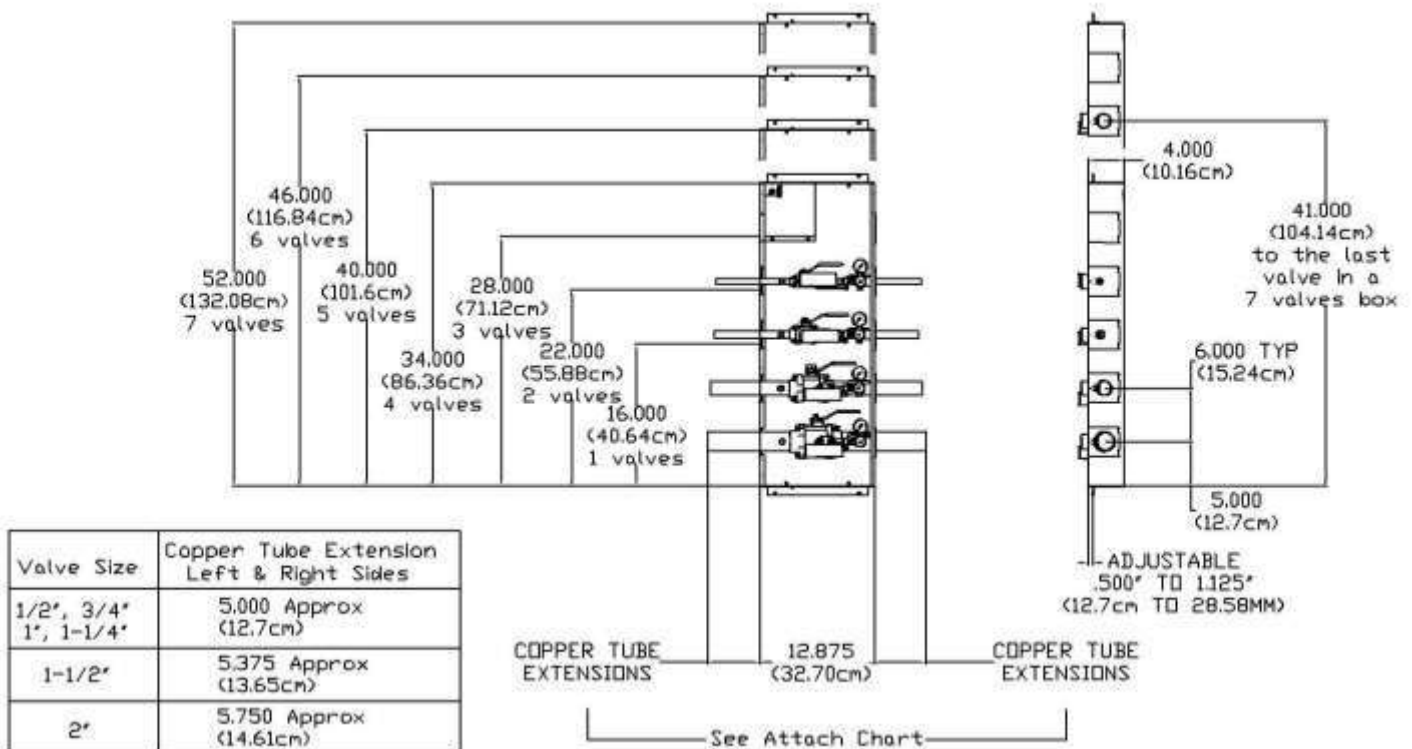 46.000
(116.84cm)
6 valves
52.000
(132.08cm)
7 valves
40.000
(101.6cm)
5 valves
34.000
(86.36cm)
4 valves
28.000
(71.12cm)
3 valves
22.000
(55.88cm)
2 valves
16.000
(40.64cm)
1 valves
4.000
(10.16cm)
41.000
(104.14cm)
to the last
valve in a
7 valves box
6.000 TYP
(15.24cm)
5.000
(12.7cm)
ADJUSTABLE
.500" TO 1.125"
(12.7cm TO 28.58MM)
COPPER TUBE
EXTENSIONS
12.875
(32.70cm)
COPPER TUBE
EXTENSIONS
See Attach Chart
Valve Size
Copper Tube Extension
Left & Right Sides
1/2", 3/4"
1", 1-1/4"
5.000 Approx
(12.7cm)
1-1/2"
5.375 Approx
(13.65cm)
2"
5.750 Approx
(14.61cm)